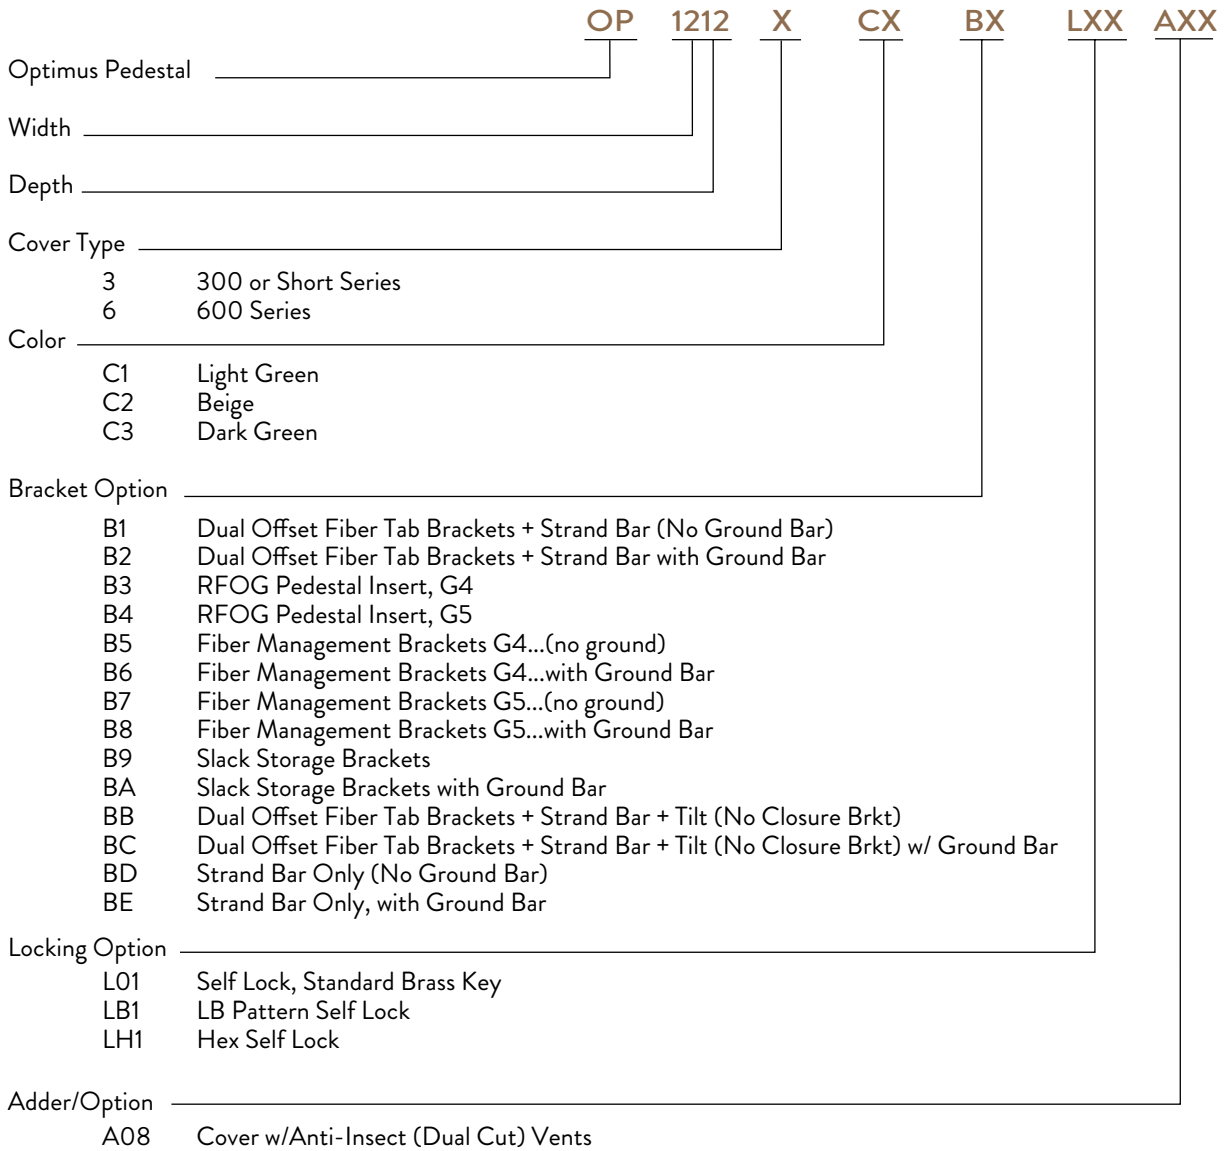 OP 1212 X CX BX LXX AXX
Optimus Pedestal
Width
Depth
Cover Type
3 300 or Short Series
6 600 Series
Color
C1 Light Green
C2 Beige
C3 Dark Green
Bracket Option
B1 Dual Offset Fiber Tab Brackets + Strand Bar (No Ground Bar)
B2 Dual Offset Fiber Tab Brackets + Strand Bar with Ground Bar
B3 RFOG Pedestal Insert, G4
B4 RFOG Pedestal Insert, G5
B5 Fiber Management Brackets G4...(no ground)
B6 Fiber Management Brackets G4...with Ground Bar
B7 Fiber Management Brackets G5...(no ground)
B8 Fiber Management Brackets G5...with Ground Bar
B9 Slack Storage Brackets
BA Slack Storage Brackets with Ground Bar
BB Dual Offset Fiber Tab Brackets + Strand Bar + Tilt (No Closure Brkt)
BC Dual Offset Fiber Tab Brackets + Strand Bar + Tilt (No Closure Brkt) w/ Ground Bar
BD Strand Bar Only (No Ground Bar)
BE Strand Bar Only, with Ground Bar
Locking Option
L01 Self Lock, Standard Brass Key
LB1 LB Pattern Self Lock
LH1 Hex Self Lock
Adder/Option
A08 Cover w/Anti-Insect (Dual Cut) Vents